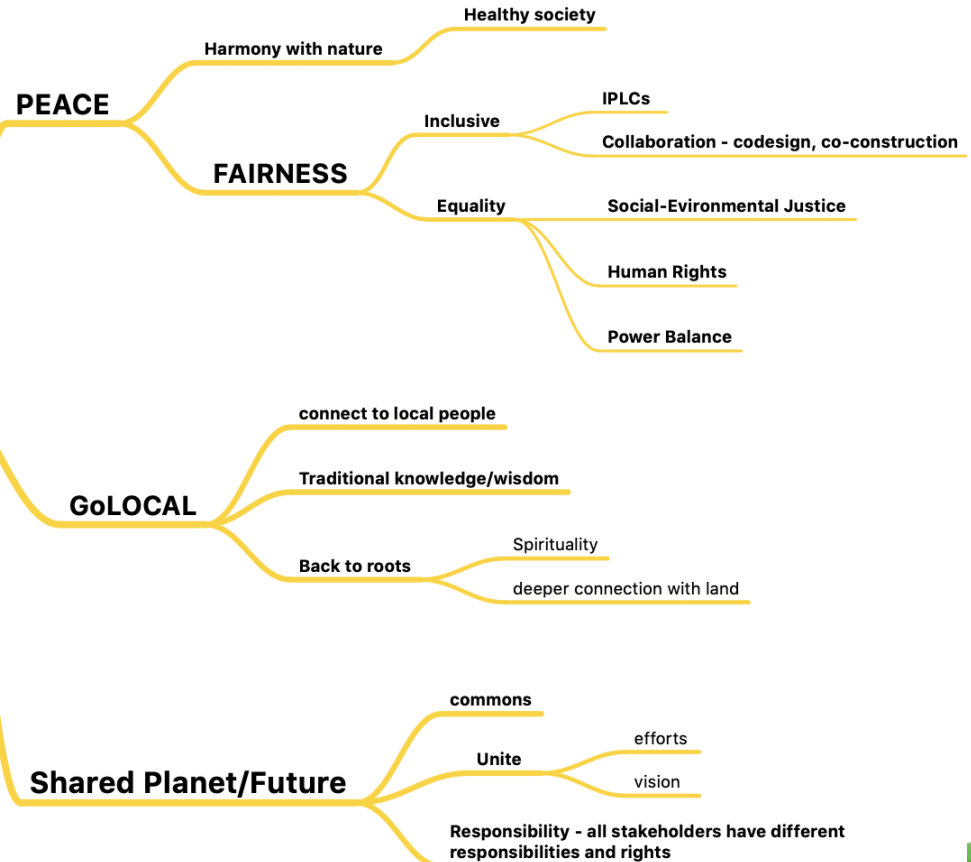 Healthy society
Harmony with nature
PEACE
IPLCs
Inclusive
Collaboration - codesign, co-construction
FAIRNESS
Equality
Social-Evironmental Justice
Human Rights
Power Balance
connect to local people
Traditional knowledge/wisdom
GoLOCAL
Spirituality
Back to roots
deeper connection with land
commons
efforts
Unite
vision
Shared Planet/Future
Responsibility - all stakeholders have different
responsibilities and rights